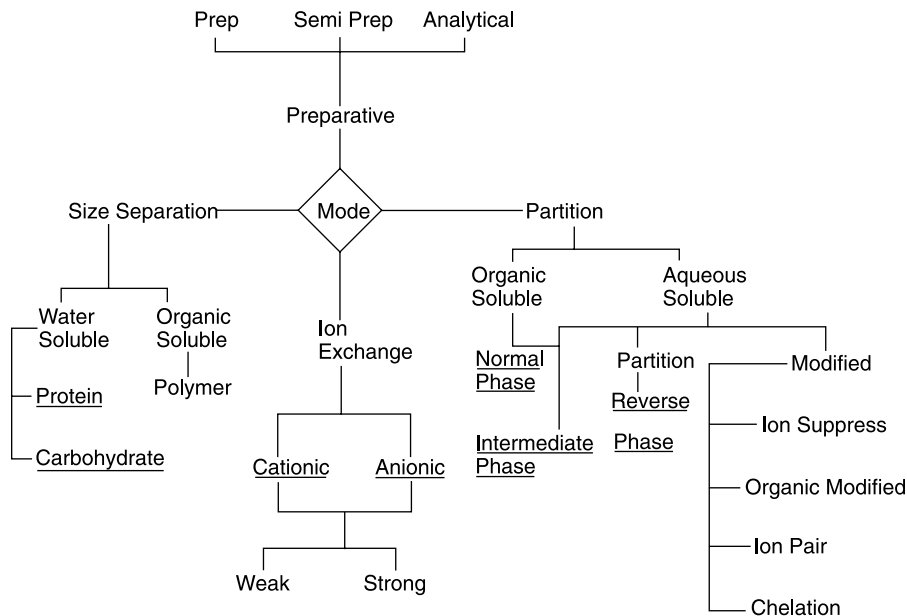 Prep
Semi Prep
Analytical
Preparative
Size Separation
Mode
Partition
Water
Soluble
Organic
Soluble
Protein
Polymer
Carbohydrate
Ion
Exchange
Cationic
Anionic
Weak
Strong
Organic
Soluble
Aqueous
Soluble
Normal
Phase
Intermediate
Phase
Partition
Reverse
Phase
Modified
Ion Suppress
Organic Modified
Ion Pair
Chelation